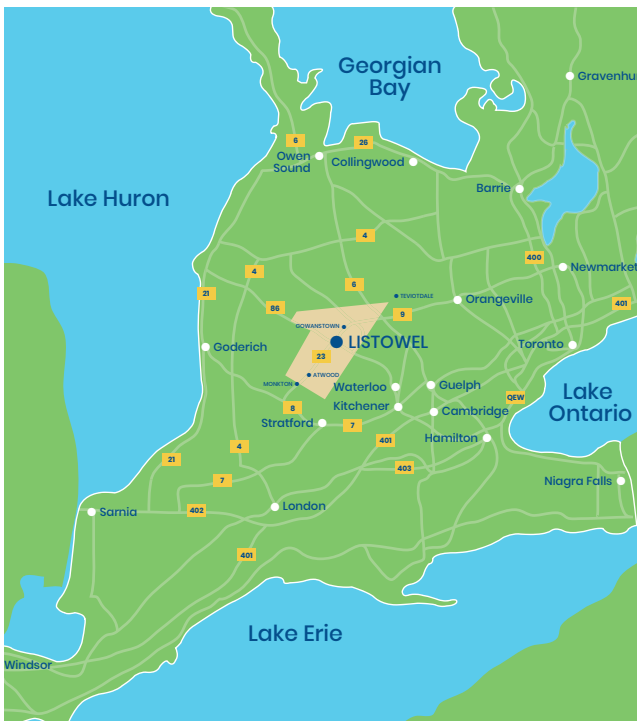 Georgian
Bay
Gravenhur
6
26
Owen
Sound
Collingwood
Barrie
Lake Huron
4
400
4
Newmarket
6
21
TEVIOTDALE
Orangeville
401
86
9
GOWANSTOWN
LISTOWEL
Goderich
23
Toronto
ATWOOD
MONKTON
Waterloo
Guelph
Lake
Ontario
QEW
8
Kitchener
Cambridge
Stratford
7
401
Hamilton
4
21
403
7
Niagra Falls
402
London
Sarnia
401
Lake Erie
Windsor